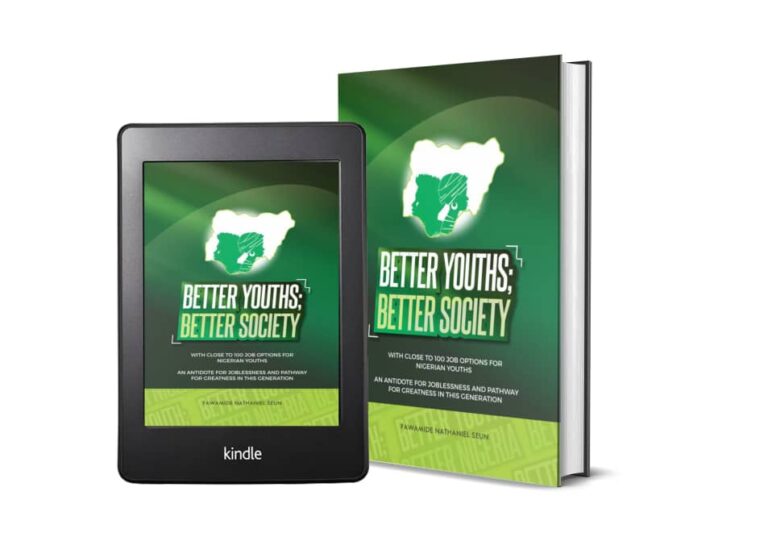 BETTER YOUTHS;
BETTER SOCIETY
WITH CLOSE TO 100 JOB OPTIONS FOR
NIGERIAN YOUTHS
AN ANTIDOTE FOR JOBLESSNESS AND PATHWAY
FOR GREATNESS IN THIS GENERATION
FAWAMIDE NATHANIEL SEUN
kindle
BETTER YOUTHS;
BETTER SOCIETY
WITH CLOSE TO 100 JOB OPTIONS FOR
NIGERIAN YOUTHS
AN ANTIDOTE FOR JOBLESSNESS AND PATHWAY
FOR GREATNESS IN THIS GENERATION
FAWAMIDE NATHANIEL SEUN